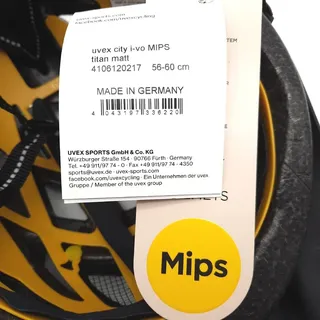 facebook.com/uvexcycling
uvex city i-vo MIPS
titan matt
4106120217 56-60 cm
MADE IN GERMANY
4 043197 336220
UVEX SPORTS GmbH & Co. KG
Würzburger Straße 154 · 90766 Fürth · Germany
Tel. +49 911/97 74 - 0 · Fax +49 911/97 74 - 4350
sports@uvex.de · uvex-sports.com
facebook.com/uvexcycling · Ein Unternehmen der uvex
Gruppe / Member of the uvex group
Mips